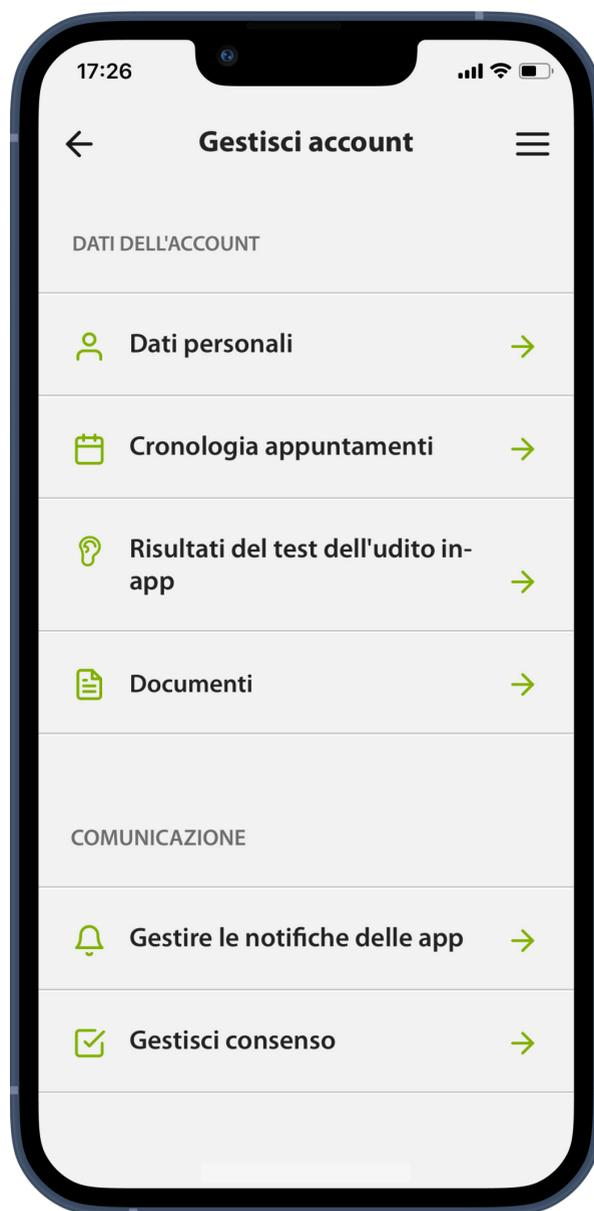 17:26
Gestisci account
DATI DELL'ACCOUNT
Dati personali
Cronologia appuntamenti
Risultati del test dell'udito in-
app
Documenti
COMUNICAZIONE
Gestire le notifiche delle app
Gestisci consenso